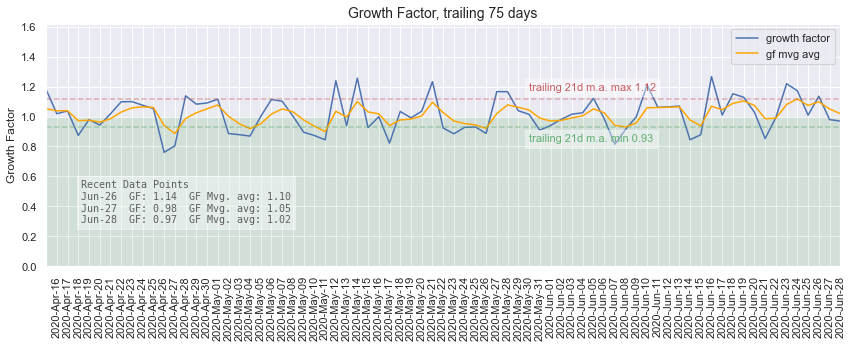 Growth Factor, trailing 75 days
growth factor
gf mvg avg
Growth Factor
1.6
1.4
1.2
1.0
0.8
0.6
0.4
0.2
0.0
trailing 21d m.a. max 1.12
trailing 21d m.a. min 0.93
Recent Data Points
Jun-26 GF: 1.14 GF Mvg. avg: 1.10
Jun-27 GF: 0.98 GF Mvg. avg: 1.05
Jun-28 GF: 0.97 GF Mvg. avg: 1.02
2020-Apr-16
2020-Apr-17
2020-Apr-18
2020-Apr-19
2020-Apr-20
2020-Apr-21
2020-Apr-22
2020-Apr-23
2020-Apr-24
2020-Apr-25
2020-Apr-26
2020-Apr-27
2020-Apr-28
2020-Apr-29
2020-Apr-30
2020-May-01
2020-May-02
2020-May-03
2020-May-04
2020-May-05
2020-May-06
2020-May-07
2020-May-08
2020-May-09
2020-May-10
2020-May-11
2020-May-12
2020-May-13
2020-May-14
2020-May-15
2020-May-16
2020-May-17
2020-May-18
2020-May-19
2020-May-20
2020-May-21
2020-May-22
2020-May-23
2020-May-24
2020-May-25
2020-May-26
2020-May-27
2020-May-28
2020-May-29
2020-May-30
2020-May-31
2020-Jun-01
2020-Jun-02
2020-Jun-03
2020-Jun-04
2020-Jun-05
2020-Jun-06
2020-Jun-07
2020-Jun-08
2020-Jun-09
2020-Jun-10
2020-Jun-11
2020-Jun-12
2020-Jun-13
2020-Jun-14
2020-Jun-15
2020-Jun-16
2020-Jun-17
2020-Jun-18
2020-Jun-19
2020-Jun-20
2020-Jun-21
2020-Jun-22
2020-Jun-23
2020-Jun-24
2020-Jun-25
2020-Jun-26
2020-Jun-27
2020-Jun-28